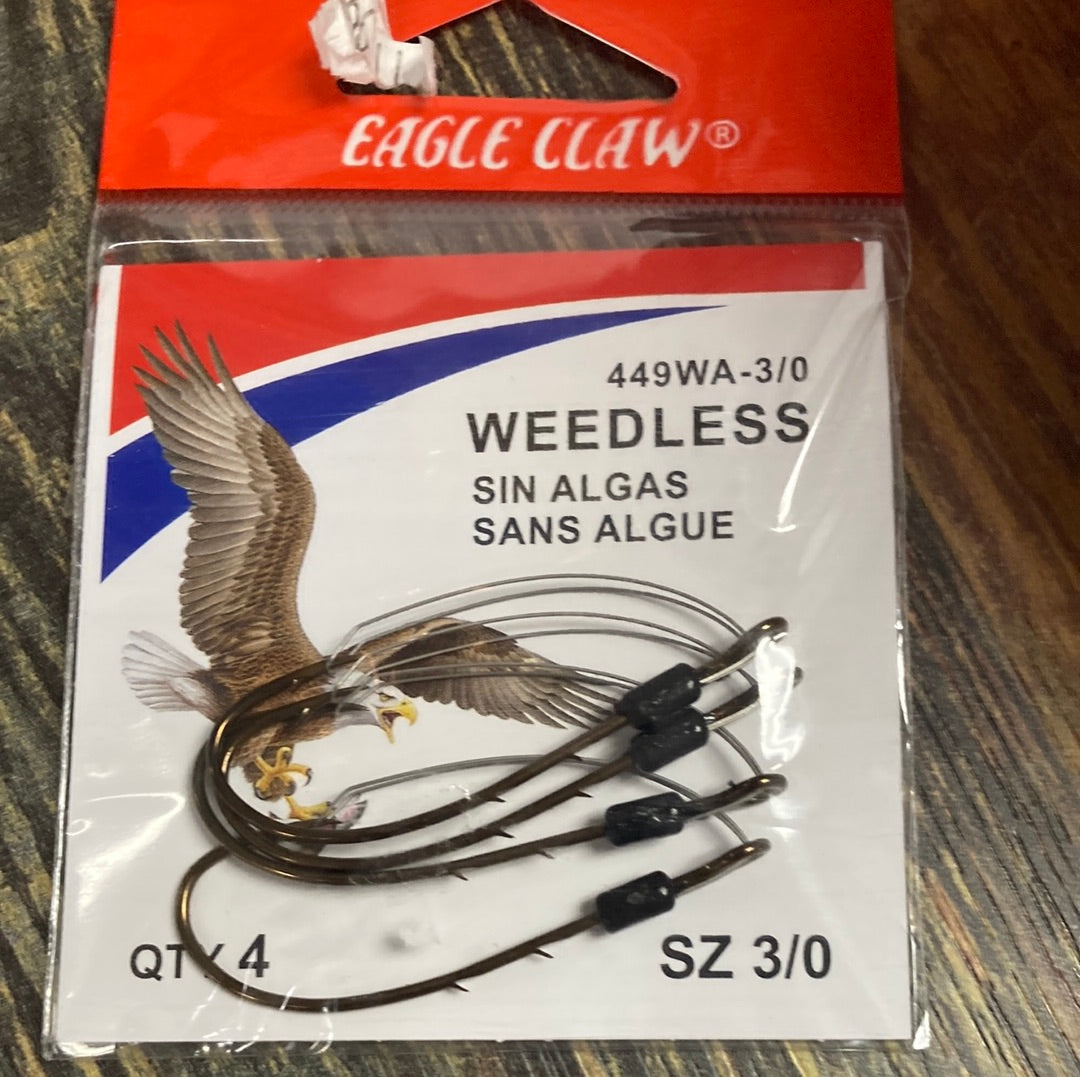 EAGLE CLAW®
449WA-3/0
WEEDLESS
SIN ALGAS
SANS ALGUE
QTY 4
SZ 3/0